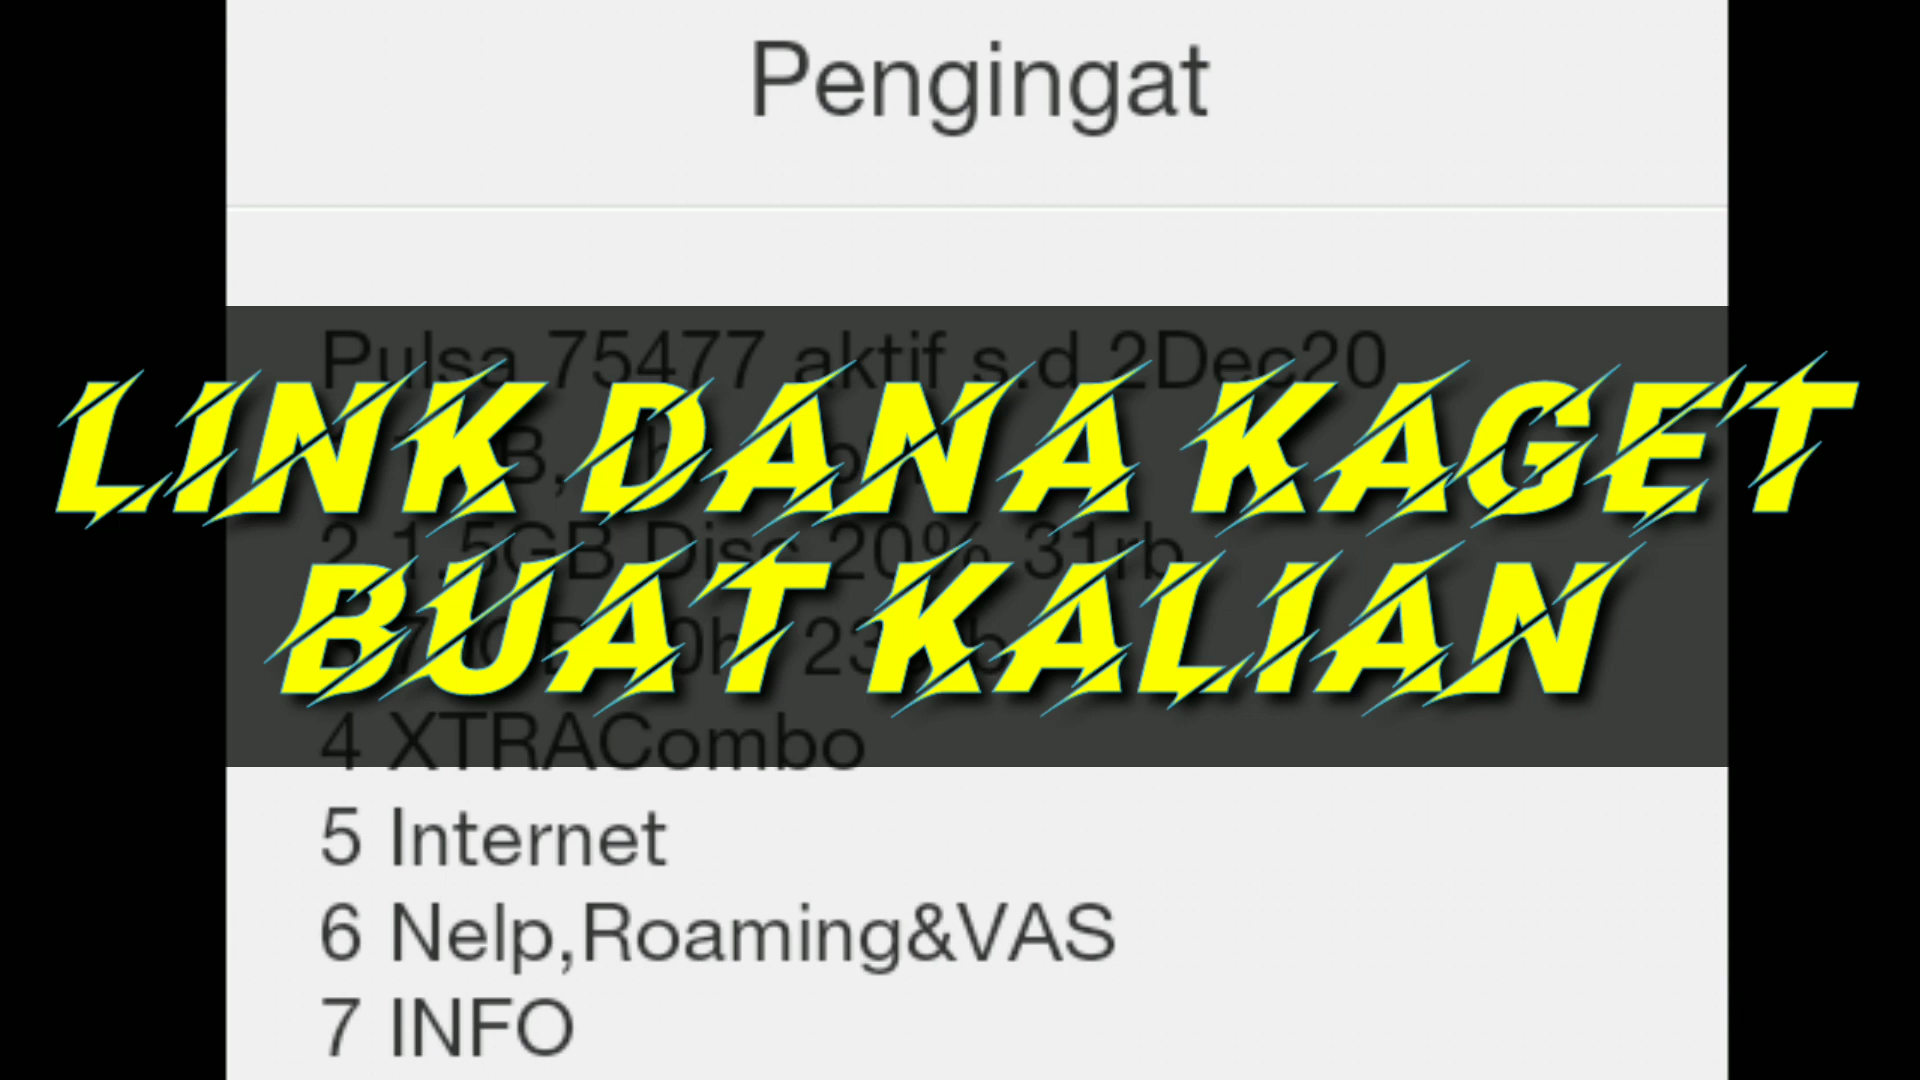 Pengingat
Pulsa 75477 aktif s.d 2Dec20
LINK DANA KAGET
2 1.5GB Disc 20% 31rb
BUAT KALIAN
4 XTRACombo
5 Internet
6 Nelp,Roaming&VAS
7 INFO